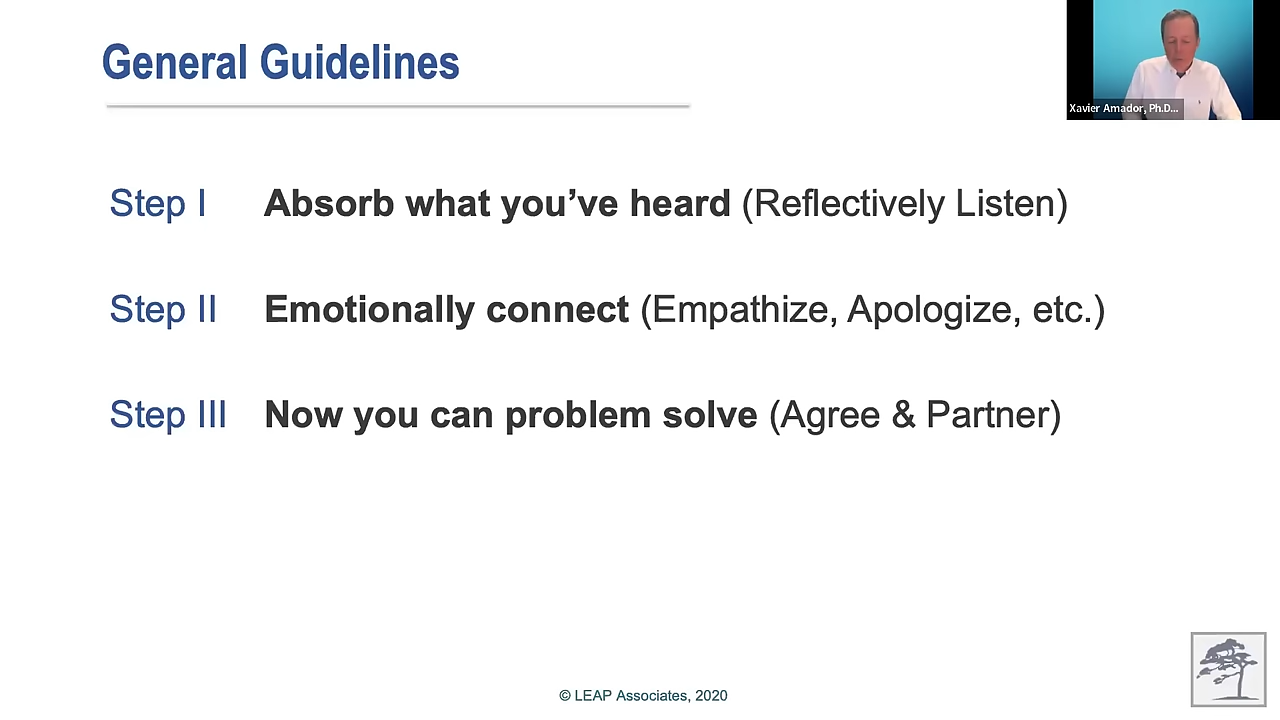 General Guidelines
Xavier Amador, Ph.D...
Step I Absorb what you’ve heard (Reflectively Listen)
Step II Emotionally connect (Empathize, Apologize, etc.)
Step III Now you can problem solve (Agree & Partner)
© LEAP Associates, 2020